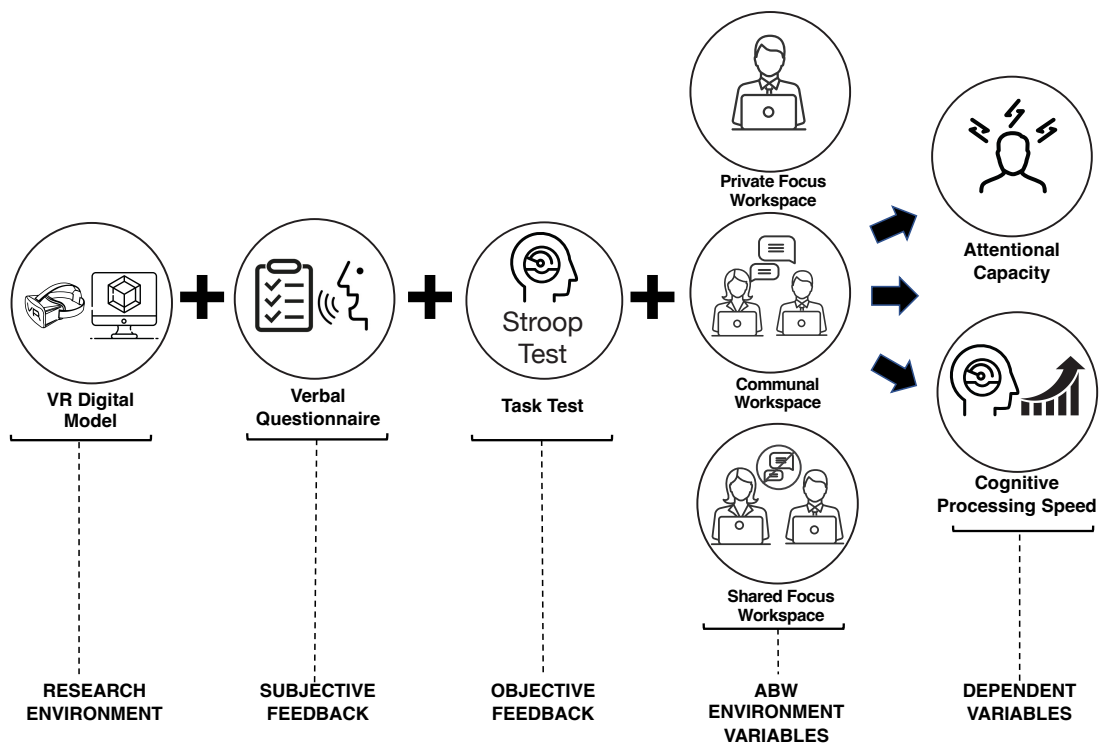 VR Digital
Model
Verbal
Questionnaire
Stroop
Test
Task Test
Private Focus
Workspace
Communal
Workspace
Shared Focus
Workspace
Attentional
Capacity
Cognitive
Processing Speed
RESEARCH
ENVIRONMENT
SUBJECTIVE
FEEDBACK
OBJECTIVE
FEEDBACK
ABW
ENVIRONMENT
VARIABLES
DEPENDENT
VARIABLES